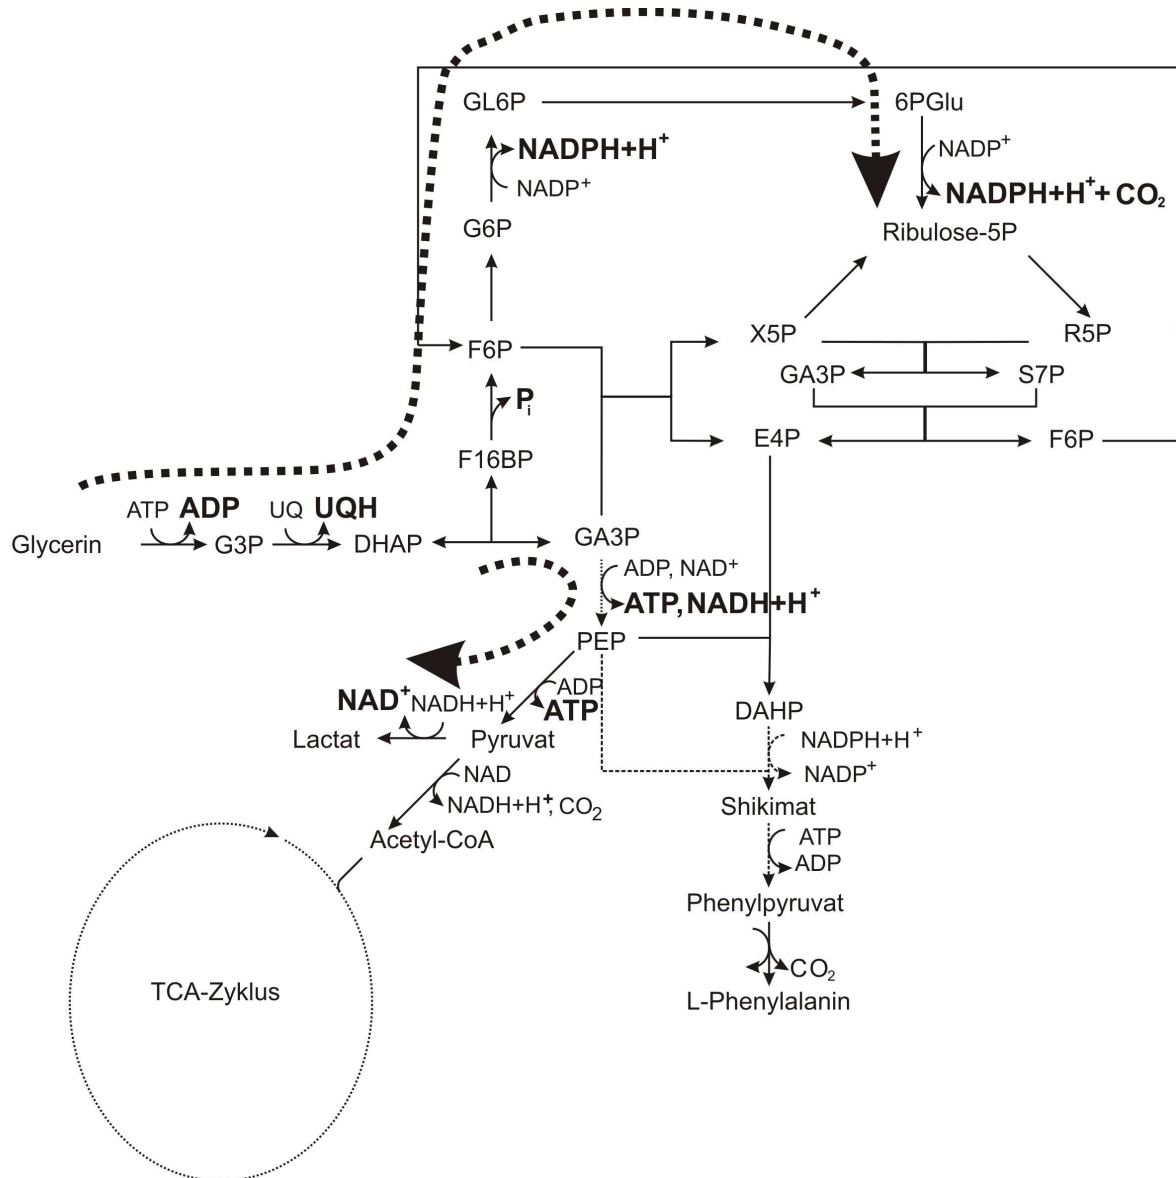 GL6P 6PGlu
NADPH+H⁺
NADP⁺
NADP⁺
NADPH+H⁺+ CO₂
G6P
Ribulose-5P
F6P
X5P R5P
GA3P S7P
Pᵢ
E4P F6P
F16BP
ATP ADP UQ UQH
Glycerin G3P DHAP GA3P
ADP, NAD⁺
ATP, NADH+H⁺
PEP
ADP
NAD⁺ NADH+H⁺ ATP
DAHP
Lactat Pyruvat
NADPH+H⁺
NADP⁺
NAD
NADH+H⁺, CO₂
Shikimat
Acetyl-CoA
ATP
ADP
Phenylpyruvat
CO₂
TCA-Zyklus
L-Phenylalanin